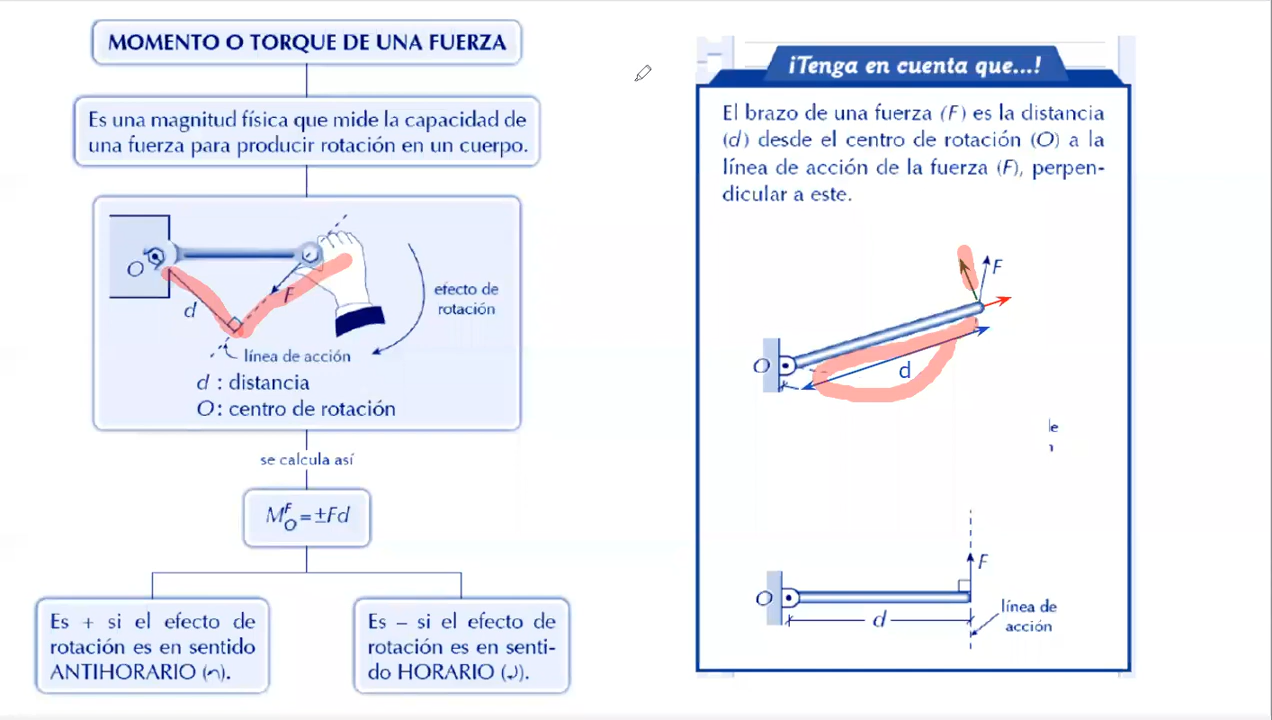 MOMENTO O TORQUE DE UNA FUERZA
Es una magnitud física que mide la capacidad de
una fuerza para producir rotación en un cuerpo.
O
d
F
efecto de
rotación
línea de acción
d : distancia
O: centro de rotación
se calcula así
M_O^F = ±Fd
Es + si el efecto de
rotación es en sentido
ANTIHORARIO (↶).
Es – si el efecto de
rotación es en senti-
do HORARIO (⤶).
¡Tenga en cuenta que...!
El brazo de una fuerza (F) es la distancia
(d) desde el centro de rotación (O) a la
línea de acción de la fuerza (F), perpen-
dicular a este.
F
O
d
F
O
d
línea de
acción